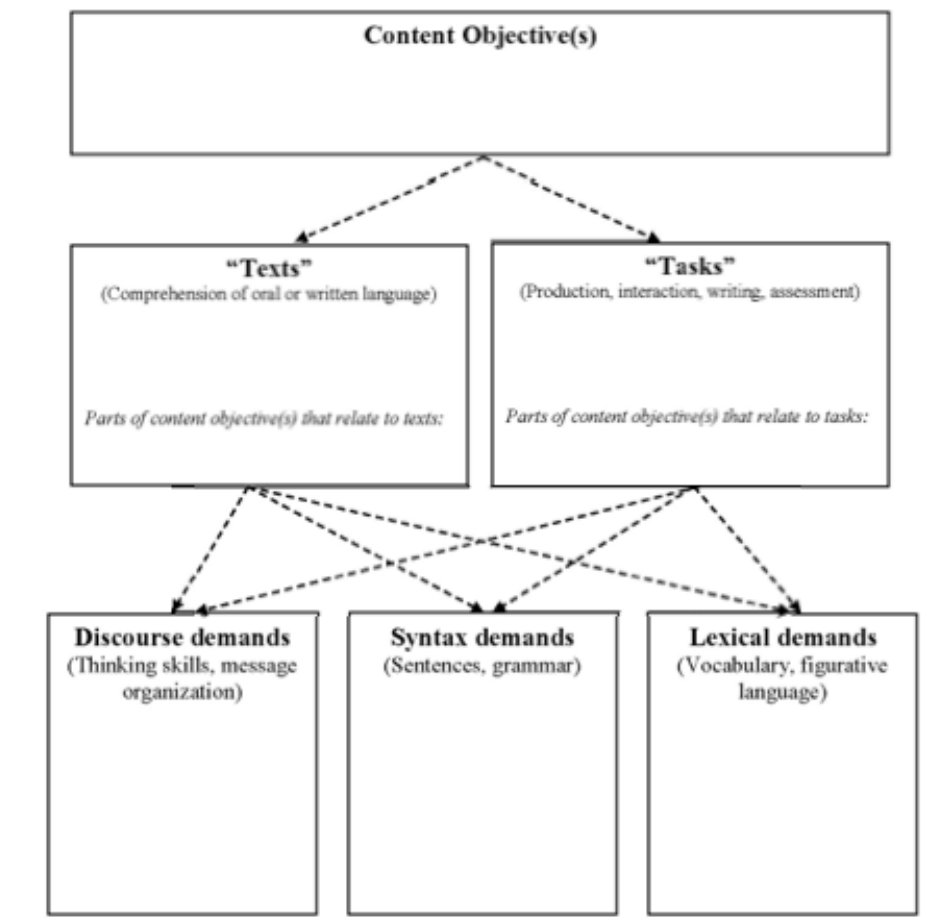 Content Objective(s)
“Texts”
(Comprehension of oral or written language)
Parts of content objective(s) that relate to texts:
“Tasks”
(Production, interaction, writing, assessment)
Parts of content objective(s) that relate to tasks:
Discourse demands
(Thinking skills, message
organization)
Syntax demands
(Sentences, grammar)
Lexical demands
(Vocabulary, figurative
language)